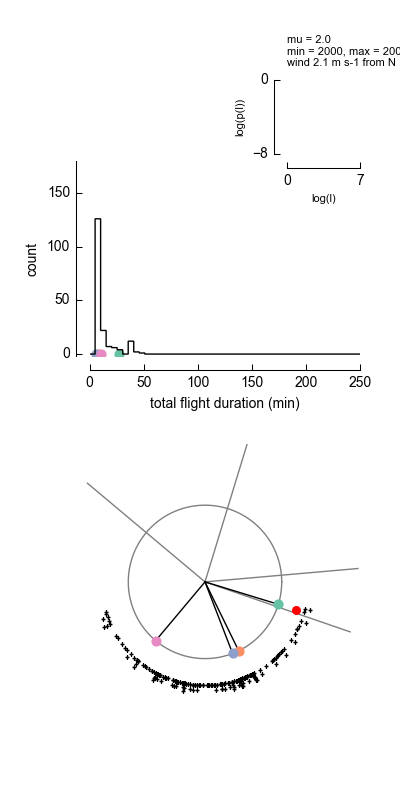 mu = 2.0
min = 2000, max = 200
wind 2.1 m s-1 from N
0
log(p(l))
−8
0 7
log(l)
150
100
50
0
count
0 50 100 150 200 250
total flight duration (min)